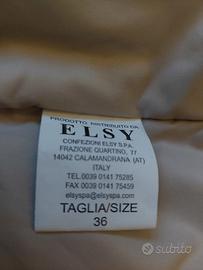 PRODOTTO DISTRIBUITO DA:
ELSY
CONFEZIONI ELSY S.P.A.
FRAZIONE QUARTINO, 77
14042 CALAMANDRANA (AT)
ITALY
TEL.0039 0141 75285
FAX 0039 0141 75459
elsyspa@elsyspa.com
TAGLIA/SIZE
36
subito